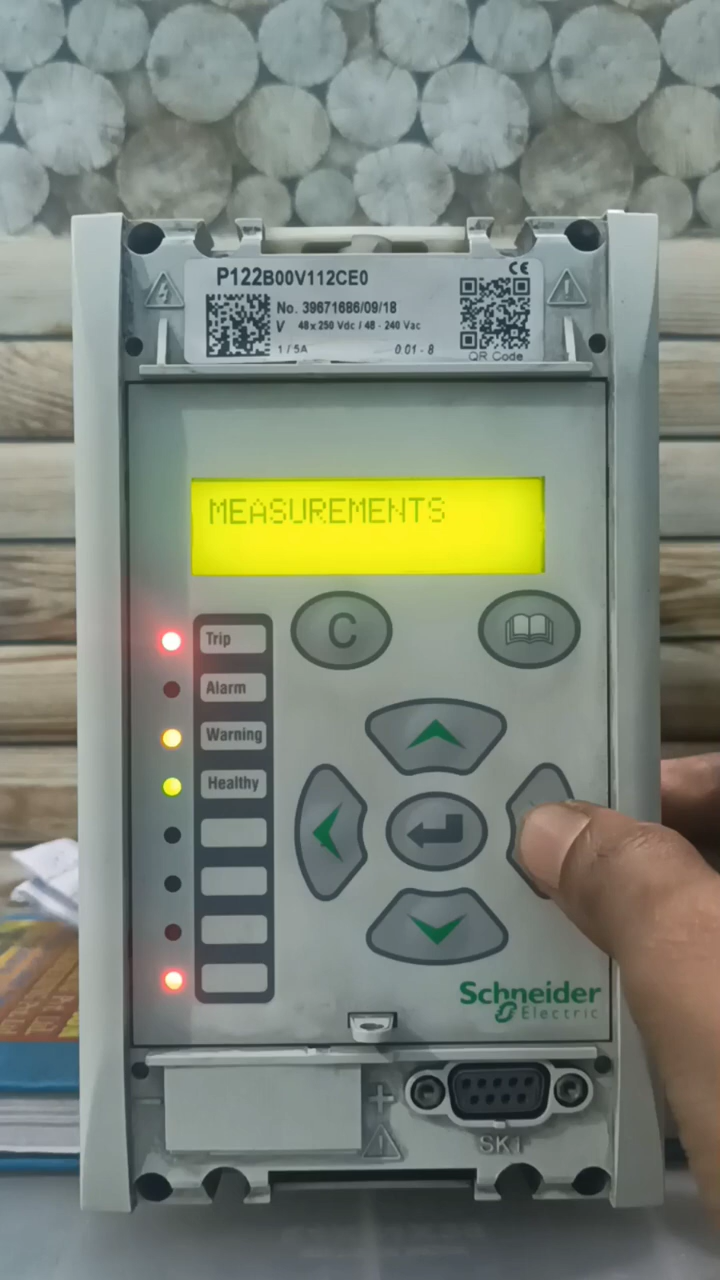 P122B00V112CE0
CE
No. 39671686/09/18
V 48 x 250 Vdc / 48 - 240 Vac
1 / 5A 0.01 - 8
QR Code
MEASUREMENTS
C
Trip
Alarm
Warning
Healthy
Schneider
Electric
- +
SK1